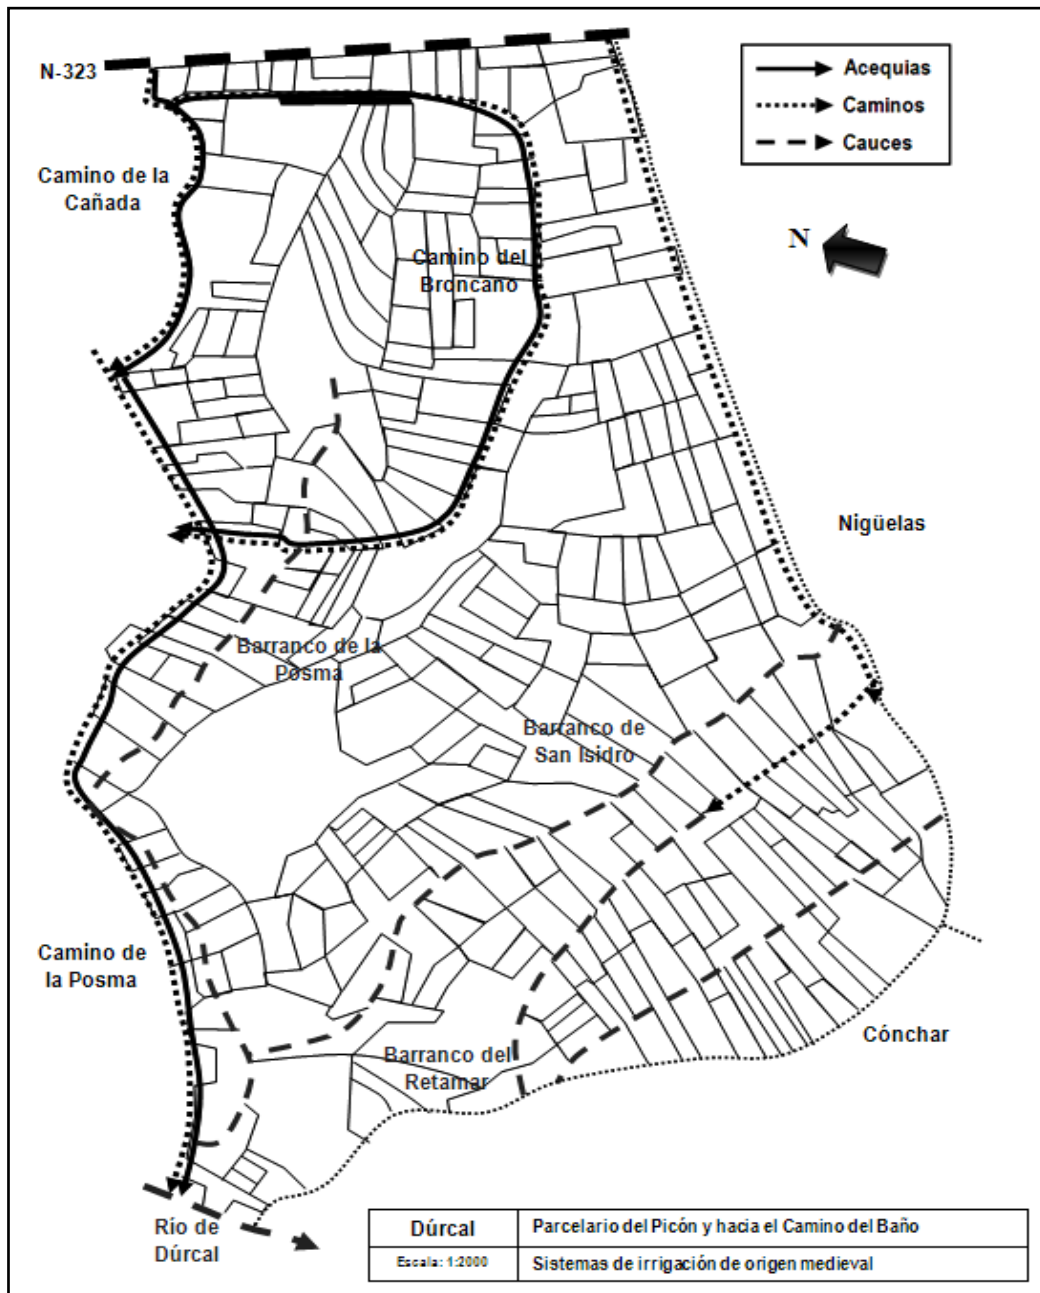 N-323
Acequias
Caminos
Cauces
Camino de la
Cañada
N
Camino del
Broncano
Nigüelas
Barranco de la
Posma
Barranco de
San Isidro
Camino de
la Posma
Cónchar
Barranco del
Retamar
Río de
Dúrcal
Dúrcal
Parcelario del Picón y hacia el Camino del Baño
Escala: 1:2000
Sistemas de irrigación de origen medieval